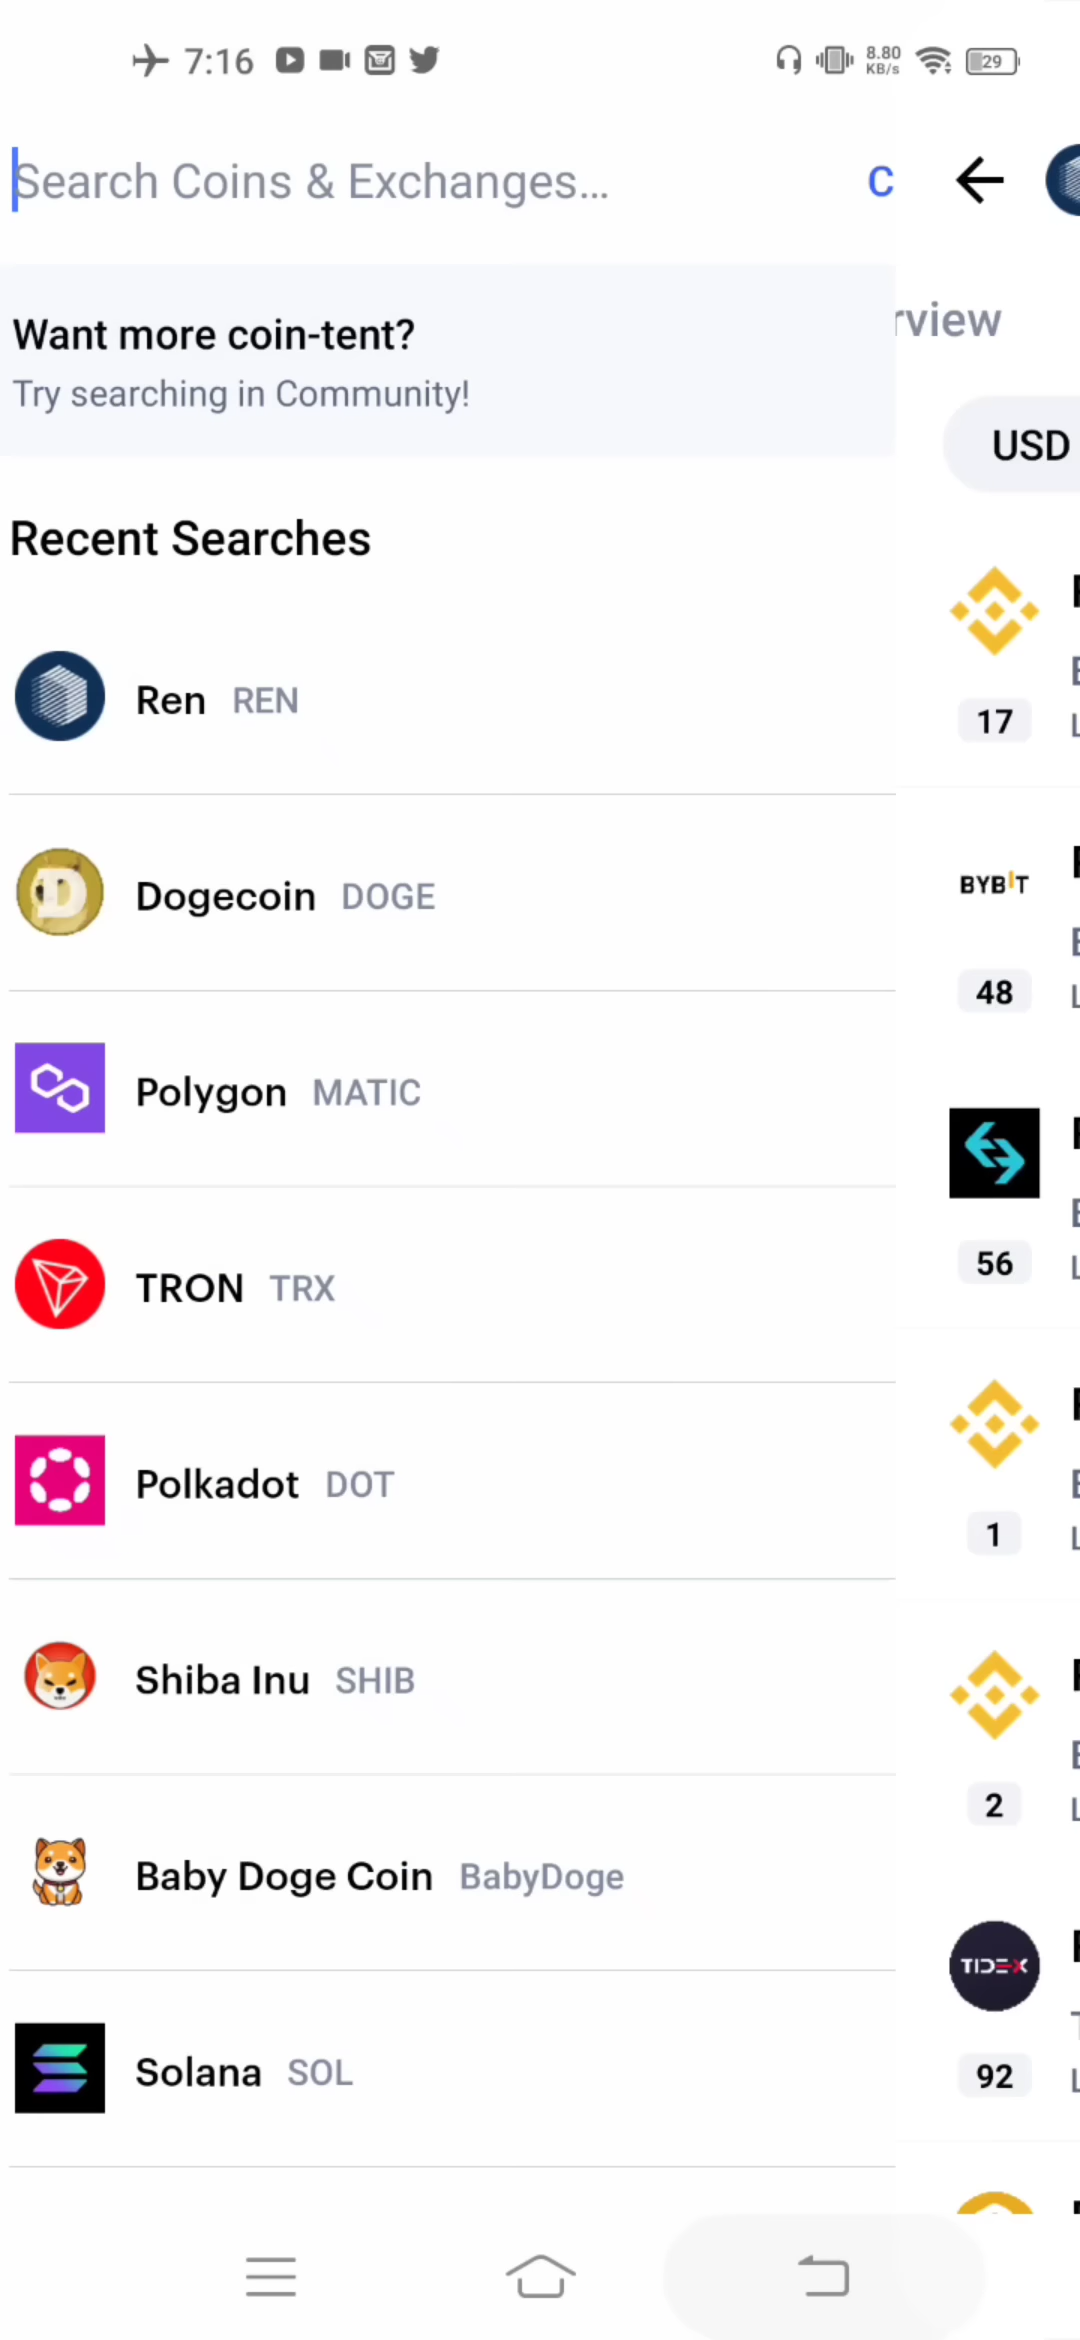 7:16
8.80
KB/s
29
Search Coins & Exchanges...
C
Want more coin-tent?
Try searching in Community!
rview
USD
Recent Searches
Ren REN
17
Dogecoin DOGE
BYBIT
48
Polygon MATIC
56
TRON TRX
Polkadot DOT
1
Shiba Inu SHIB
2
Baby Doge Coin BabyDoge
TIDEX
92
Solana SOL